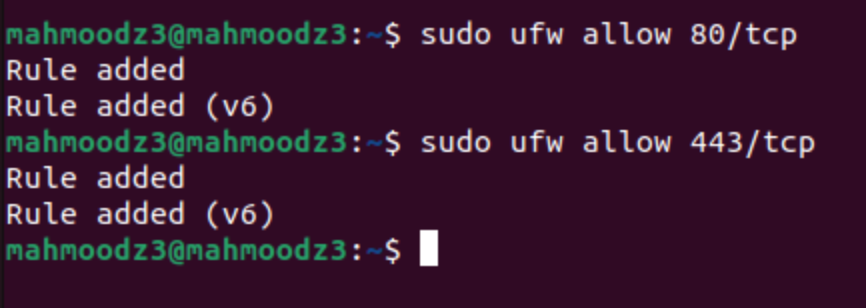 mahmoodz3@mahmoodz3:~$ sudo ufw allow 80/tcp
Rule added
Rule added (v6)
mahmoodz3@mahmoodz3:~$ sudo ufw allow 443/tcp
Rule added
Rule added (v6)
mahmoodz3@mahmoodz3:~$